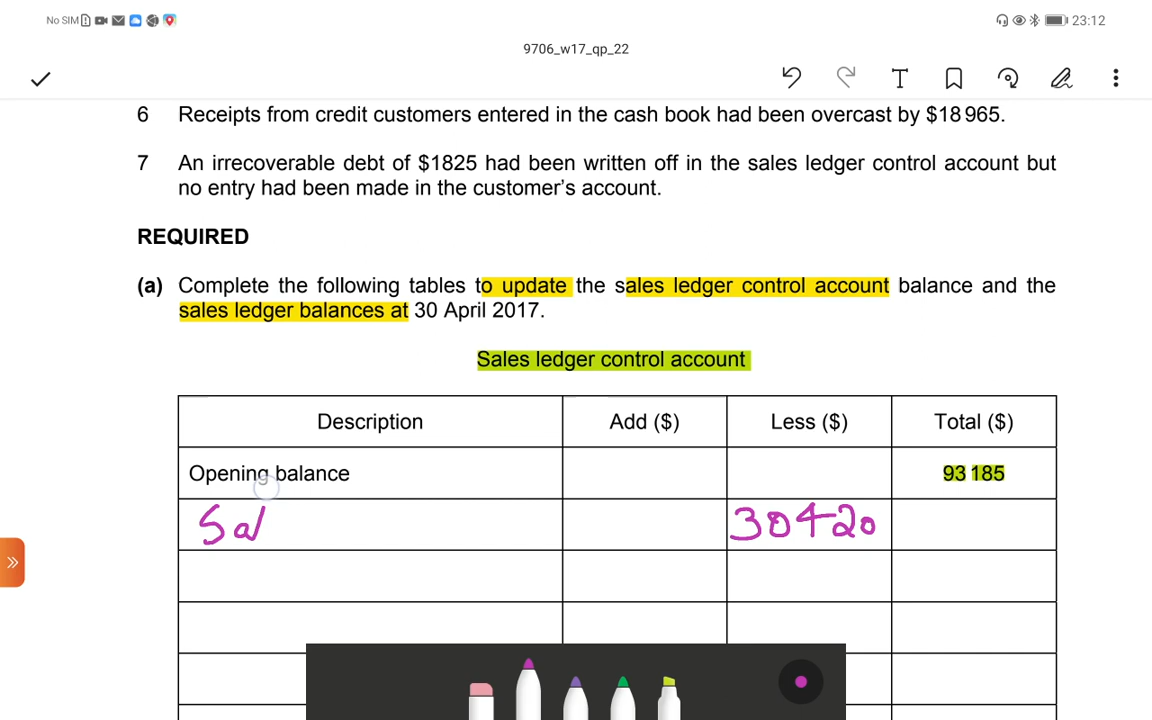 No SIM 23:12
9706_w17_qp_22
6 Receipts from credit customers entered in the cash book had been overcast by $18 965.
7 An irrecoverable debt of $1825 had been written off in the sales ledger control account but
no entry had been made in the customer's account.
REQUIRED
(a) Complete the following tables to update the sales ledger control account balance and the
sales ledger balances at 30 April 2017.
Sales ledger control account
Description Add ($) Less ($) Total ($)
Opening balance 93 185
Sal 30420